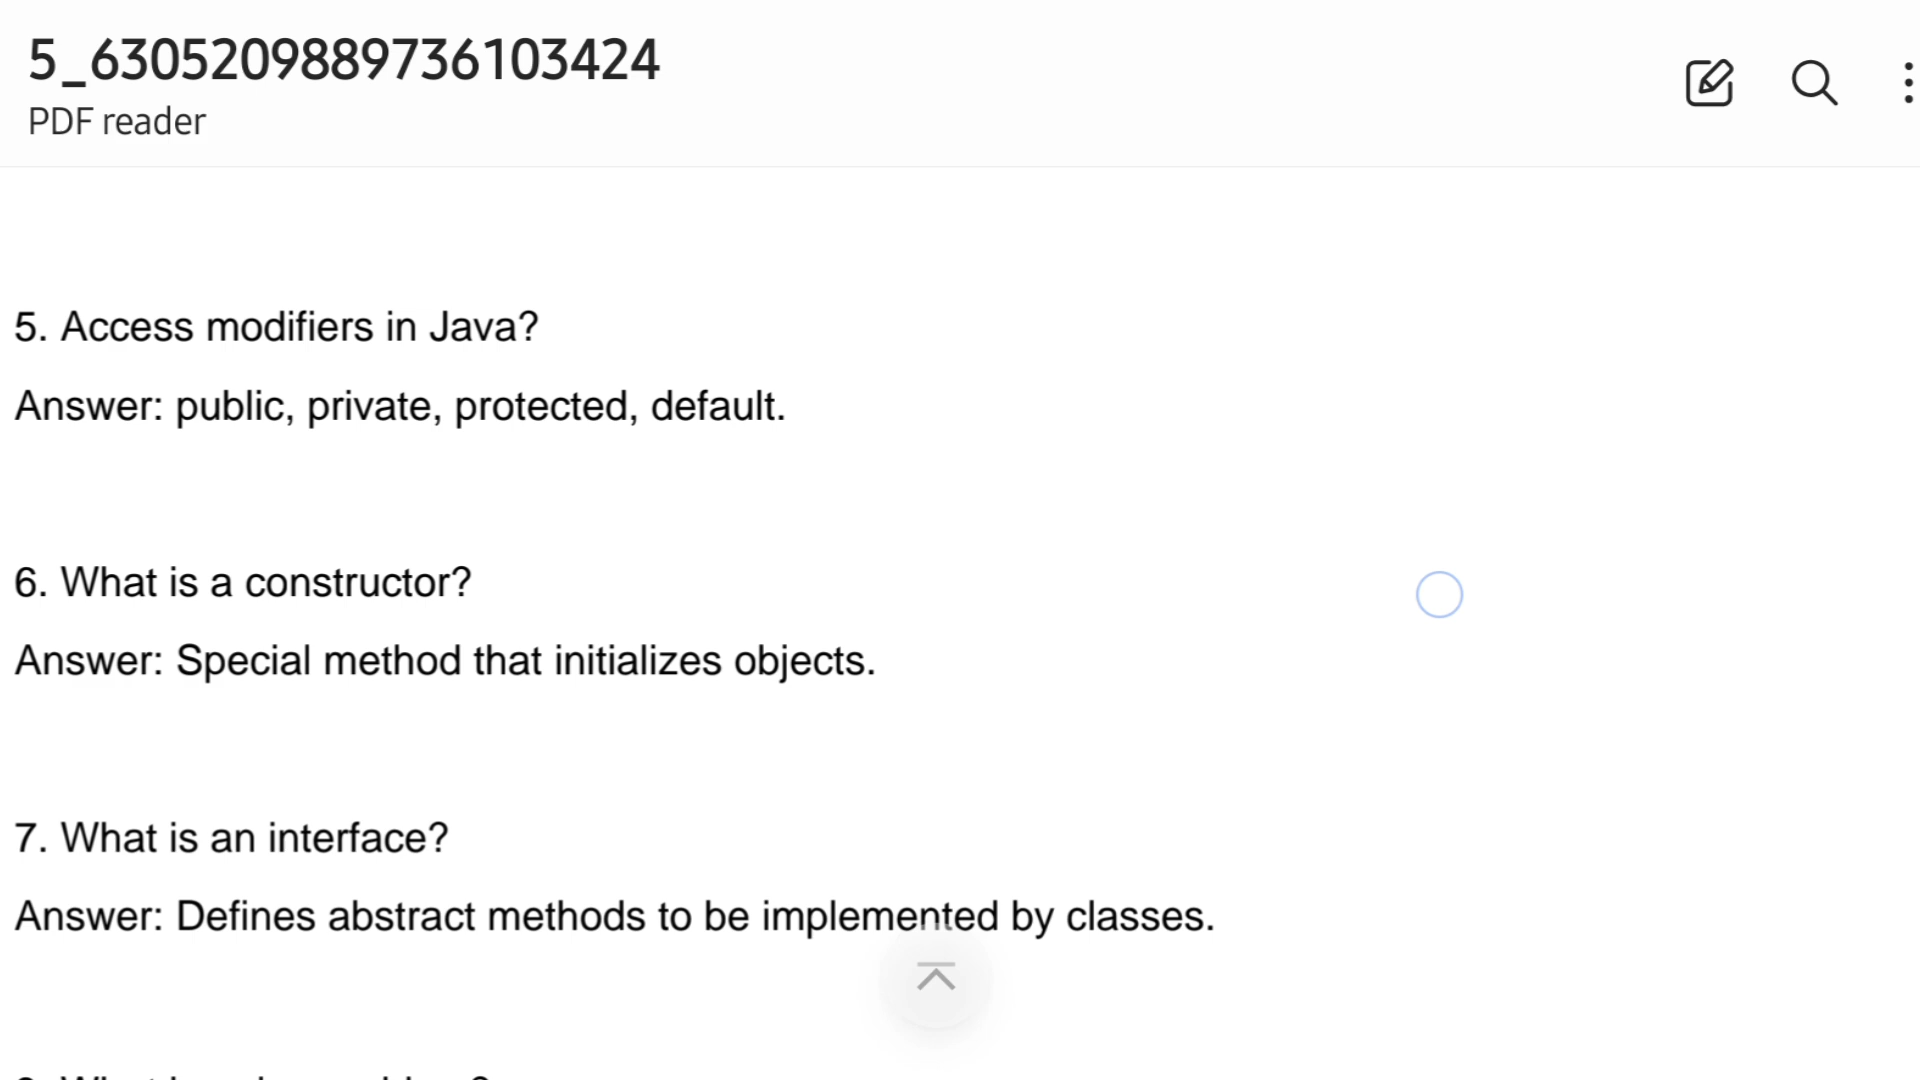 5_6305209889736103424
PDF reader
5. Access modifiers in Java?
Answer: public, private, protected, default.
6. What is a constructor?
Answer: Special method that initializes objects.
7. What is an interface?
Answer: Defines abstract methods to be implemented by classes.